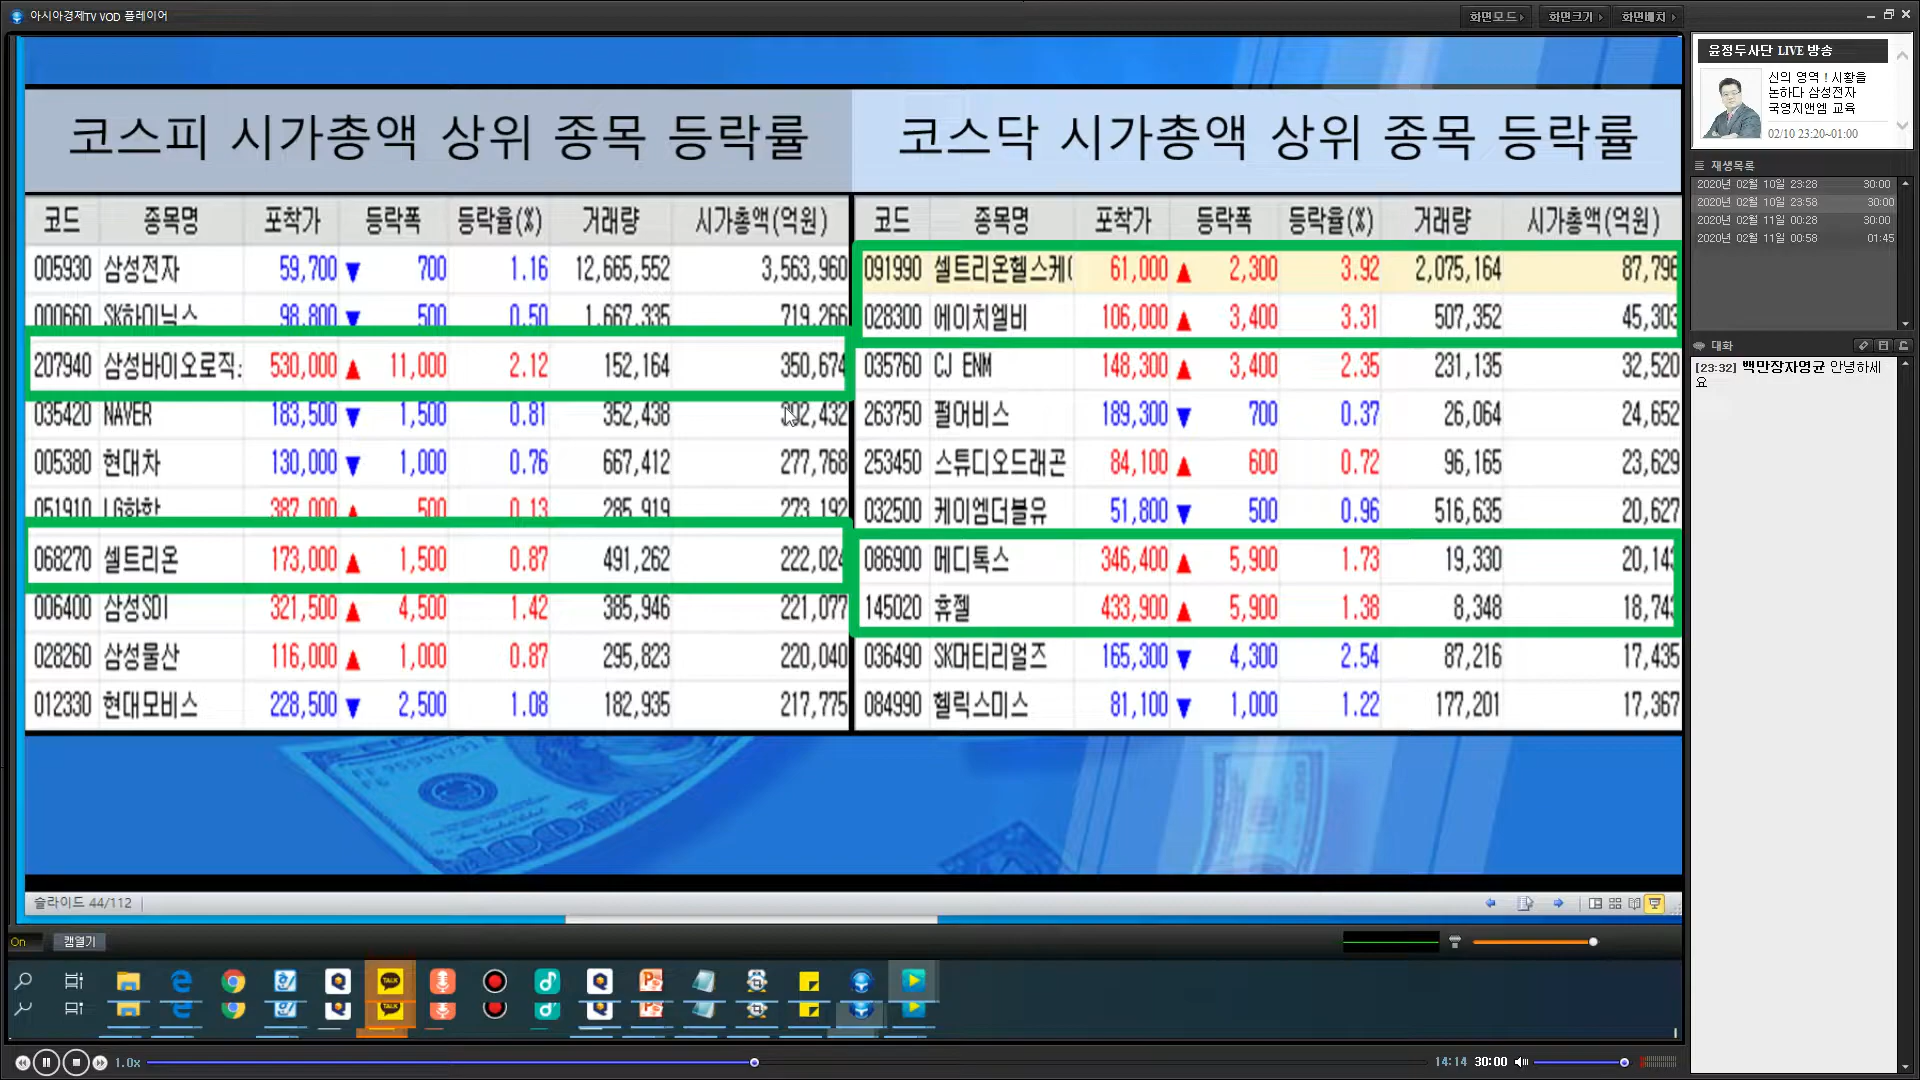 아시아경제TV VOD 플레이어
화면모드
화면크기
화면배치
코스피 시가총액 상위 종목 등락률
코드 종목명 포착가 등락폭 등락율(%) 거래량 시가총액(억원)
005930 삼성전자 59,700 ▼ 700 1.16 12,665,552 3,563,960
000660 SK하이닉스 98,800 ▼ 500 0.50 1,667,335 719,266
207940 삼성바이오로직 530,000 ▲ 11,000 2.12 152,164 350,674
035420 NAVER 183,500 ▼ 1,500 0.81 352,438 302,432
005380 현대차 130,000 ▼ 1,000 0.76 667,412 277,768
051910 LG화학 387,000 ▲ 500 0.13 285,919 273,192
068270 셀트리온 173,000 ▲ 1,500 0.87 491,262 222,024
006400 삼성SDI 321,500 ▲ 4,500 1.42 385,946 221,077
028260 삼성물산 116,000 ▲ 1,000 0.87 295,823 220,040
012330 현대모비스 228,500 ▼ 2,500 1.08 182,935 217,775
코스닥 시가총액 상위 종목 등락률
코드 종목명 포착가 등락폭 등락율(%) 거래량 시가총액(억원)
091990 셀트리온헬스케 61,000 ▲ 2,300 3.92 2,075,164 87,796
028300 에이치엘비 106,000 ▲ 3,400 3.31 507,352 45,303
035760 CJ ENM 148,300 ▲ 3,400 2.35 231,135 32,520
263750 펄어비스 189,300 ▼ 700 0.37 26,064 24,652
253450 스튜디오드래곤 84,100 ▲ 600 0.72 96,165 23,629
032500 케이엠더블유 51,800 ▼ 500 0.96 516,635 20,627
086900 메디톡스 346,400 ▲ 5,900 1.73 19,330 20,14
145020 휴젤 433,900 ▲ 5,900 1.38 8,348 18,74
036490 SK머티리얼즈 165,300 ▼ 4,300 2.54 87,216 17,435
084990 헬릭스미스 81,100 ▼ 1,000 1.22 177,201 17,367
슬라이드 44/112
On
캠열기
TALK
TALK
1.0x
14:14 30:00
윤정두사단 LIVE 방송
신의 영역 ! 시황을
논하다 삼성전자
국영지앤엠 교육
02/10 23:20~01:00
재생목록
2020년 02월 10일 23:28 30:00
2020년 02월 10일 23:58 30:00
2020년 02월 11일 00:28 30:00
2020년 02월 11일 00:58 01:45
대화
[23:32] 백만장자영균 안녕하세
요